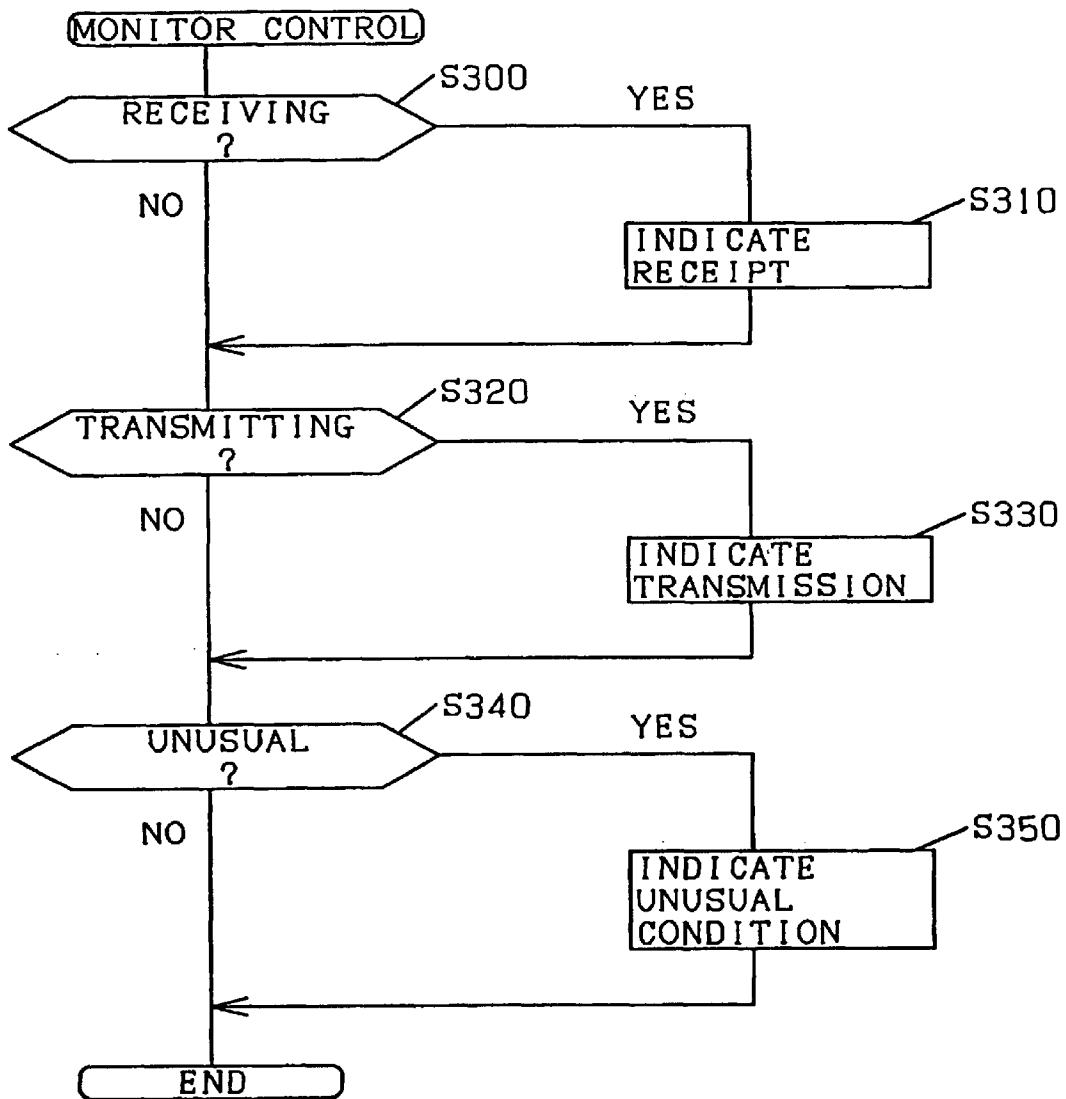 MONITOR CONTROL
S300
RECEIVING
?
YES
NO
S310
INDICATE
RECEIPT
S320
TRANSMITTING
?
YES
NO
S330
INDICATE
TRANSMISSION
S340
UNUSUAL
?
YES
NO
S350
INDICATE
UNUSUAL
CONDITION
END